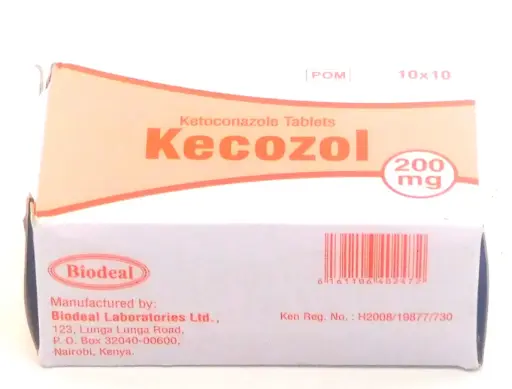 POM 10x10
Ketoconazole Tablets
Kecozol
200
mg
Biodeal
Manufactured by:
Biodeal Laboratories Ltd.,
123, Lunga Lunga Road,
P. O. Box 32040-00600,
Nairobi, Kenya.
6161106402472
Ken Reg. No. : H2008/19877/730